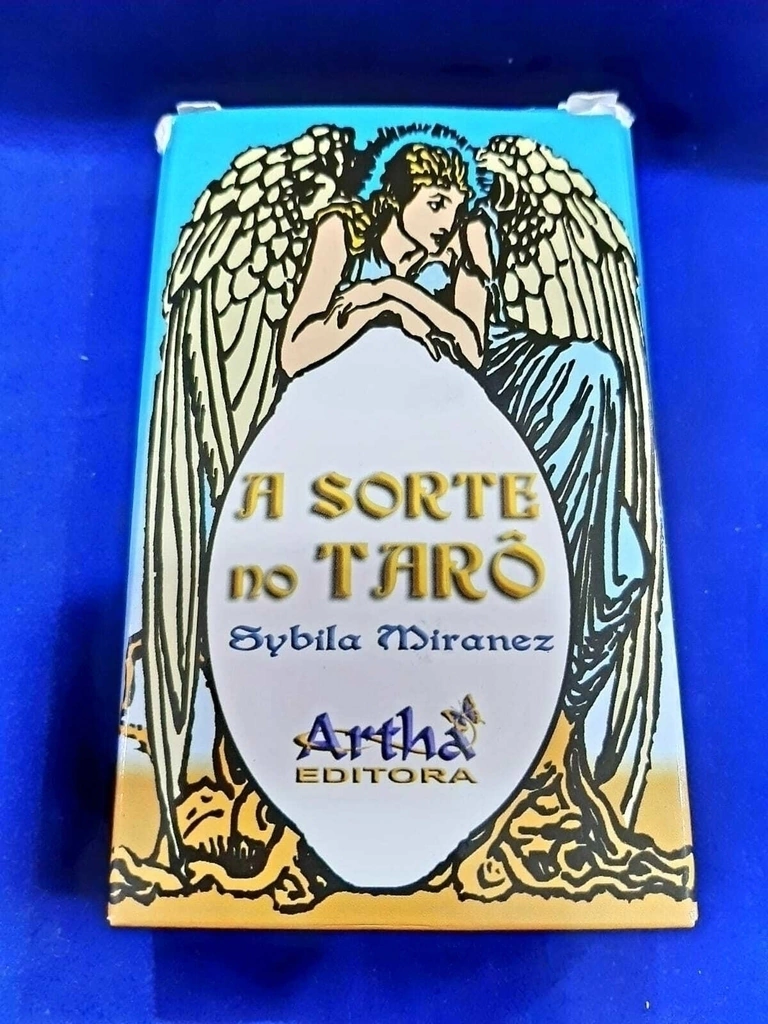 A SORTE
no TARÔ
Sybila Miranez
Artha
EDITORA